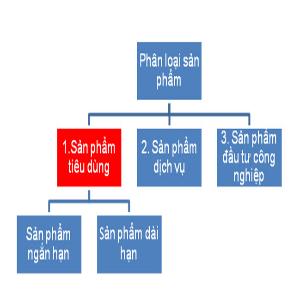 Phân loại sản
phẩm
1.Sản phẩm
tiêu dùng
2. Sản phẩm
dịch vụ
3. Sản phẩm
đầu tư công
nghiệp
Sản phẩm
ngắn hạn
Sản phẩm dài
hạn